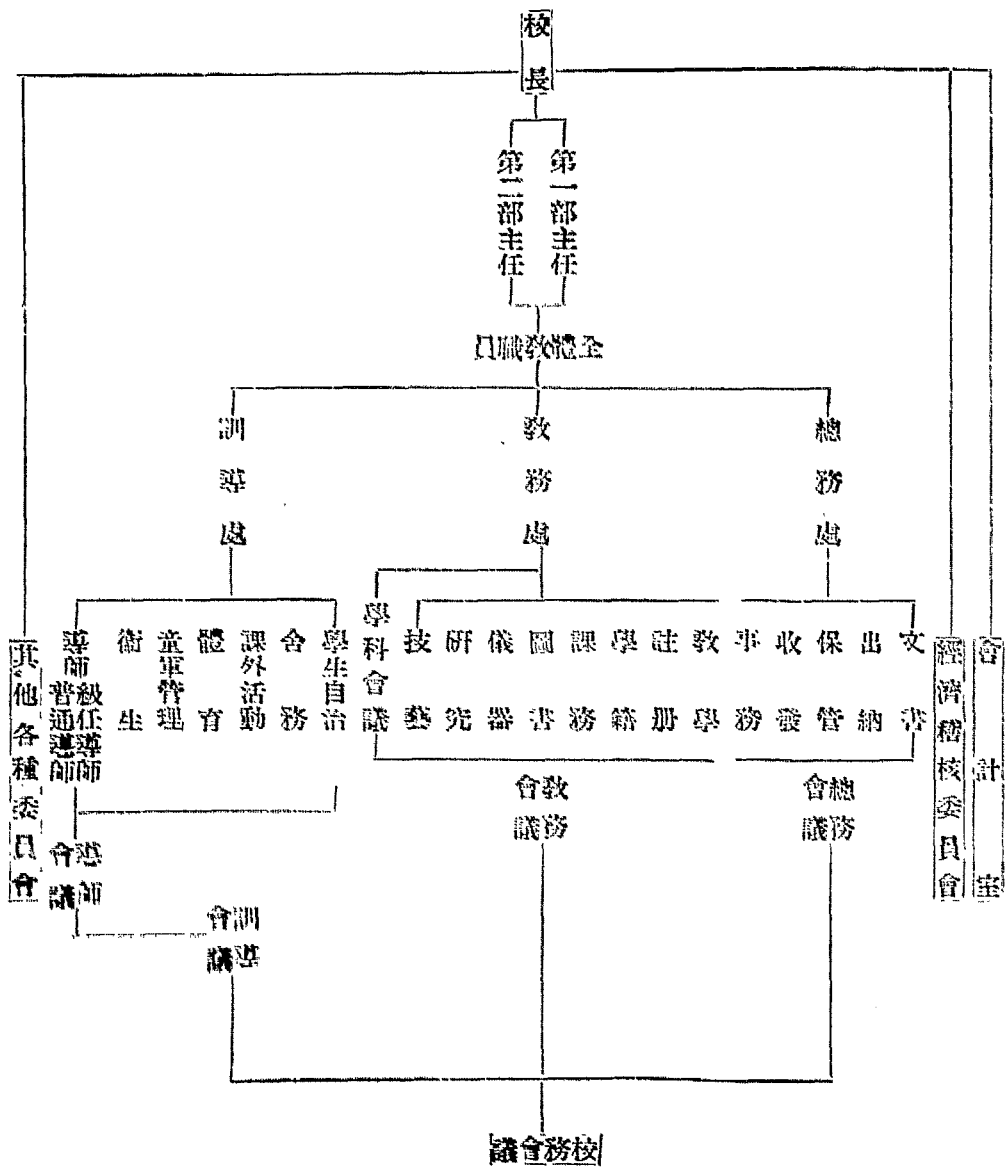 校長
第一部主任
第二部主任
全體教職員
總務處
教務處
訓導處
會計室
經濟稽核委員會
文書
出納
保管
收發
事務
教學
註册
學籍
課務
圖書
儀器
研究
技藝
學科會議
學生自治
舍務
課外活動
體育
童軍管理
衛生
導師
級任導師
普通導師
其他各種委員會
總務會議
教務會議
導師會議
訓導會議
校務會議